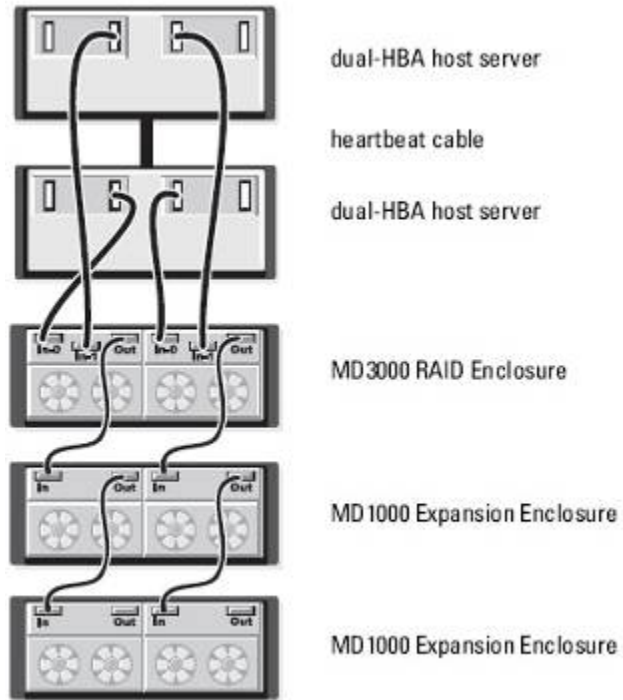 dual-HBA host server
heartbeat cable
dual-HBA host server
In-0 In-1 Out In-0 In-1 Out
MD3000 RAID Enclosure
In Out In Out
MD1000 Expansion Enclosure
In Out In Out
MD1000 Expansion Enclosure